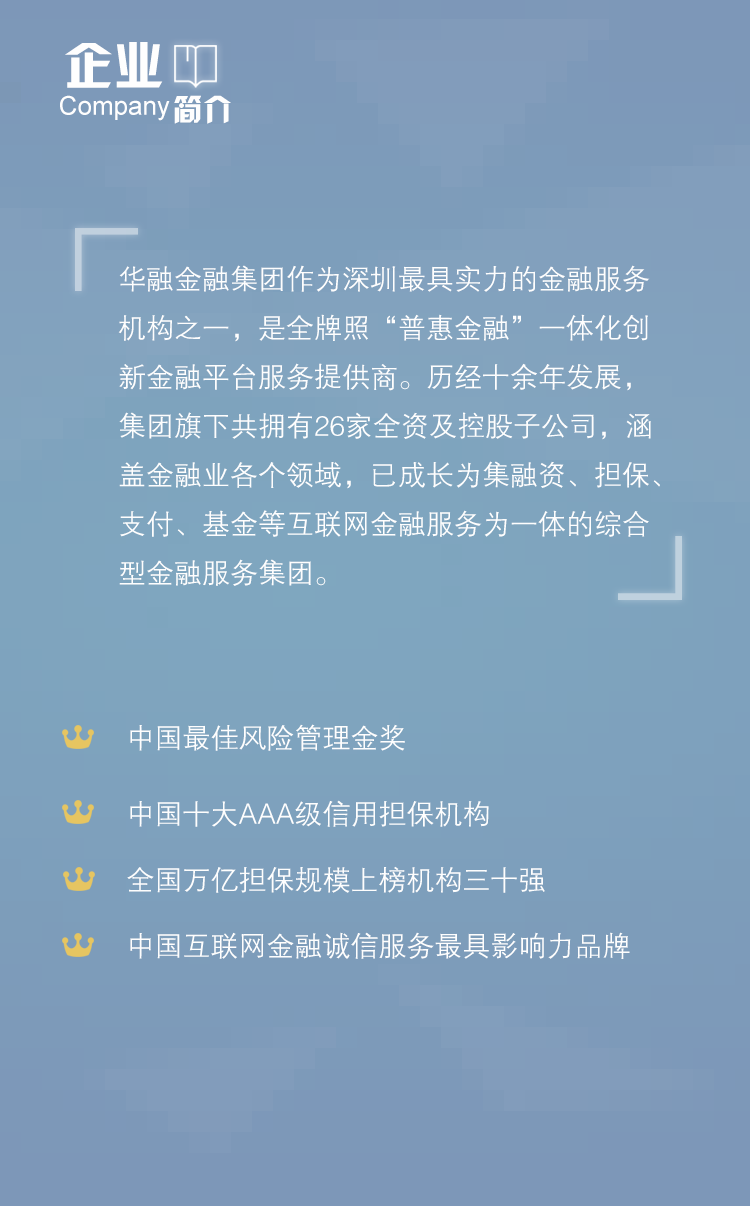 企业
Company简介
华融金融集团作为深圳最具实力的金融服务
机构之一，是全牌照“普惠金融”一体化创
新金融平台服务提供商。历经十余年发展，
集团旗下共拥有26家全资及控股子公司，涵
盖金融业各个领域，已成长为集融资、担保、
支付、基金等互联网金融服务为一体的综合
型金融服务集团。
中国最佳风险管理金奖
中国十大AAA级信用担保机构
全国万亿担保规模上榜机构三十强
中国互联网金融诚信服务最具影响力品牌